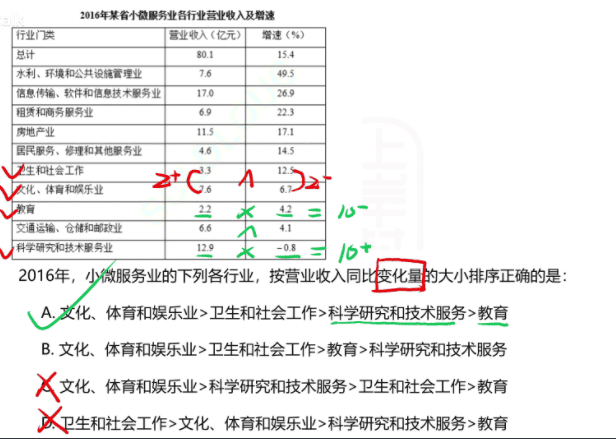 2016年某省小微服务业各行业营业收入及增速
行业门类 营业收入（亿元） 增速（%）
总计 80.1 15.4
水利、环境和公共设施管理业 7.6 49.5
信息传输、软件和信息技术服务业 17.0 26.9
租赁和商务服务业 6.9 22.3
房地产业 11.5 17.1
居民服务、修理和其他服务业 4.6 14.5
卫生和社会工作 3.3 12.5
文化、体育和娱乐业 7.6 6.7
教育 2.2 × 4.2 = 10⁻
交通运输、仓储和邮政业 6.6 4.1
科学研究和技术服务业 12.9 × -0.8 = 10⁺
2⁺ ( ∧ ) 2⁻
∧
2016年，小微服务业的下列各行业，按营业收入同比变化量的大小排序正确的是：
A. 文化、体育和娱乐业>卫生和社会工作>科学研究和技术服务>教育
B. 文化、体育和娱乐业>卫生和社会工作>教育>科学研究和技术服务
C. 文化、体育和娱乐业>科学研究和技术服务>卫生和社会工作>教育
D. 卫生和社会工作>文化、体育和娱乐业>科学研究和技术服务>教育